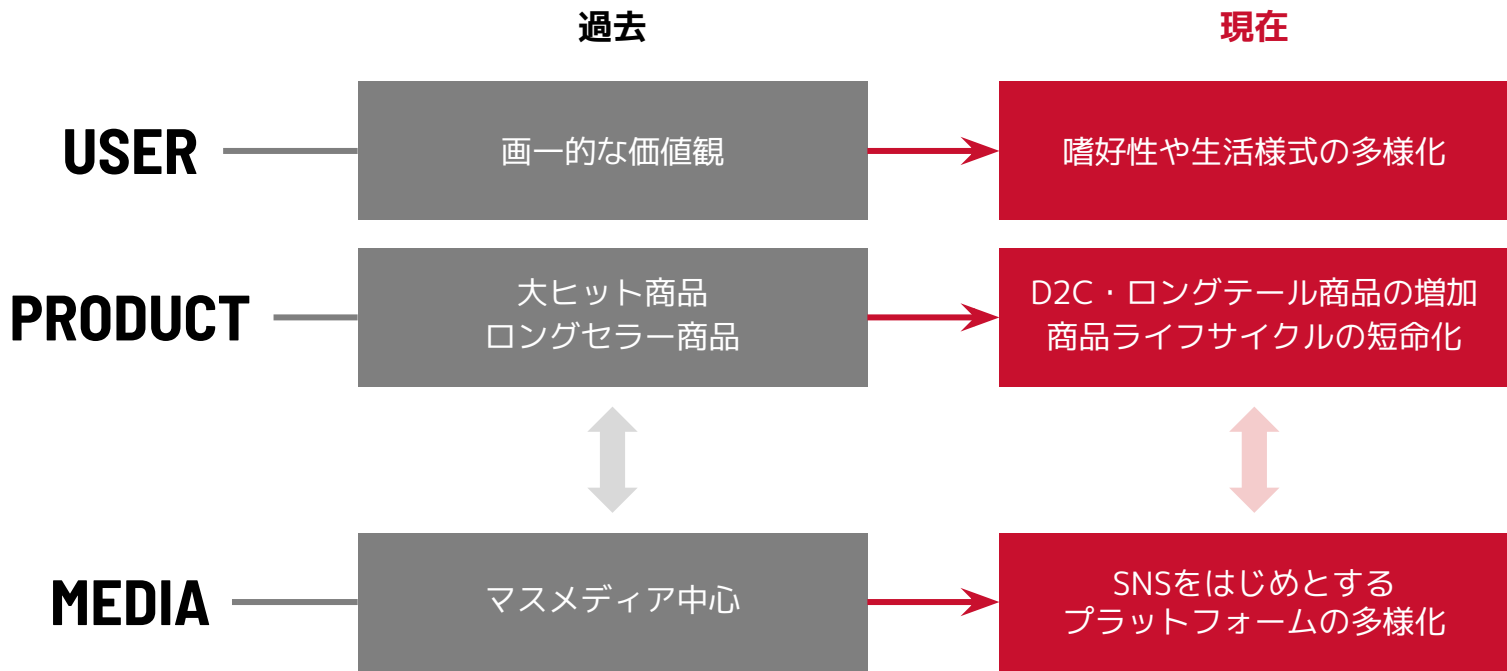 過去
現在
USER
画一的な価値観
嗜好性や生活様式の多様化
PRODUCT
大ヒット商品
ロングセラー商品
D2C・ロングテール商品の増加
商品ライフサイクルの短命化
MEDIA
マスメディア中心
SNSをはじめとする
プラットフォームの多様化